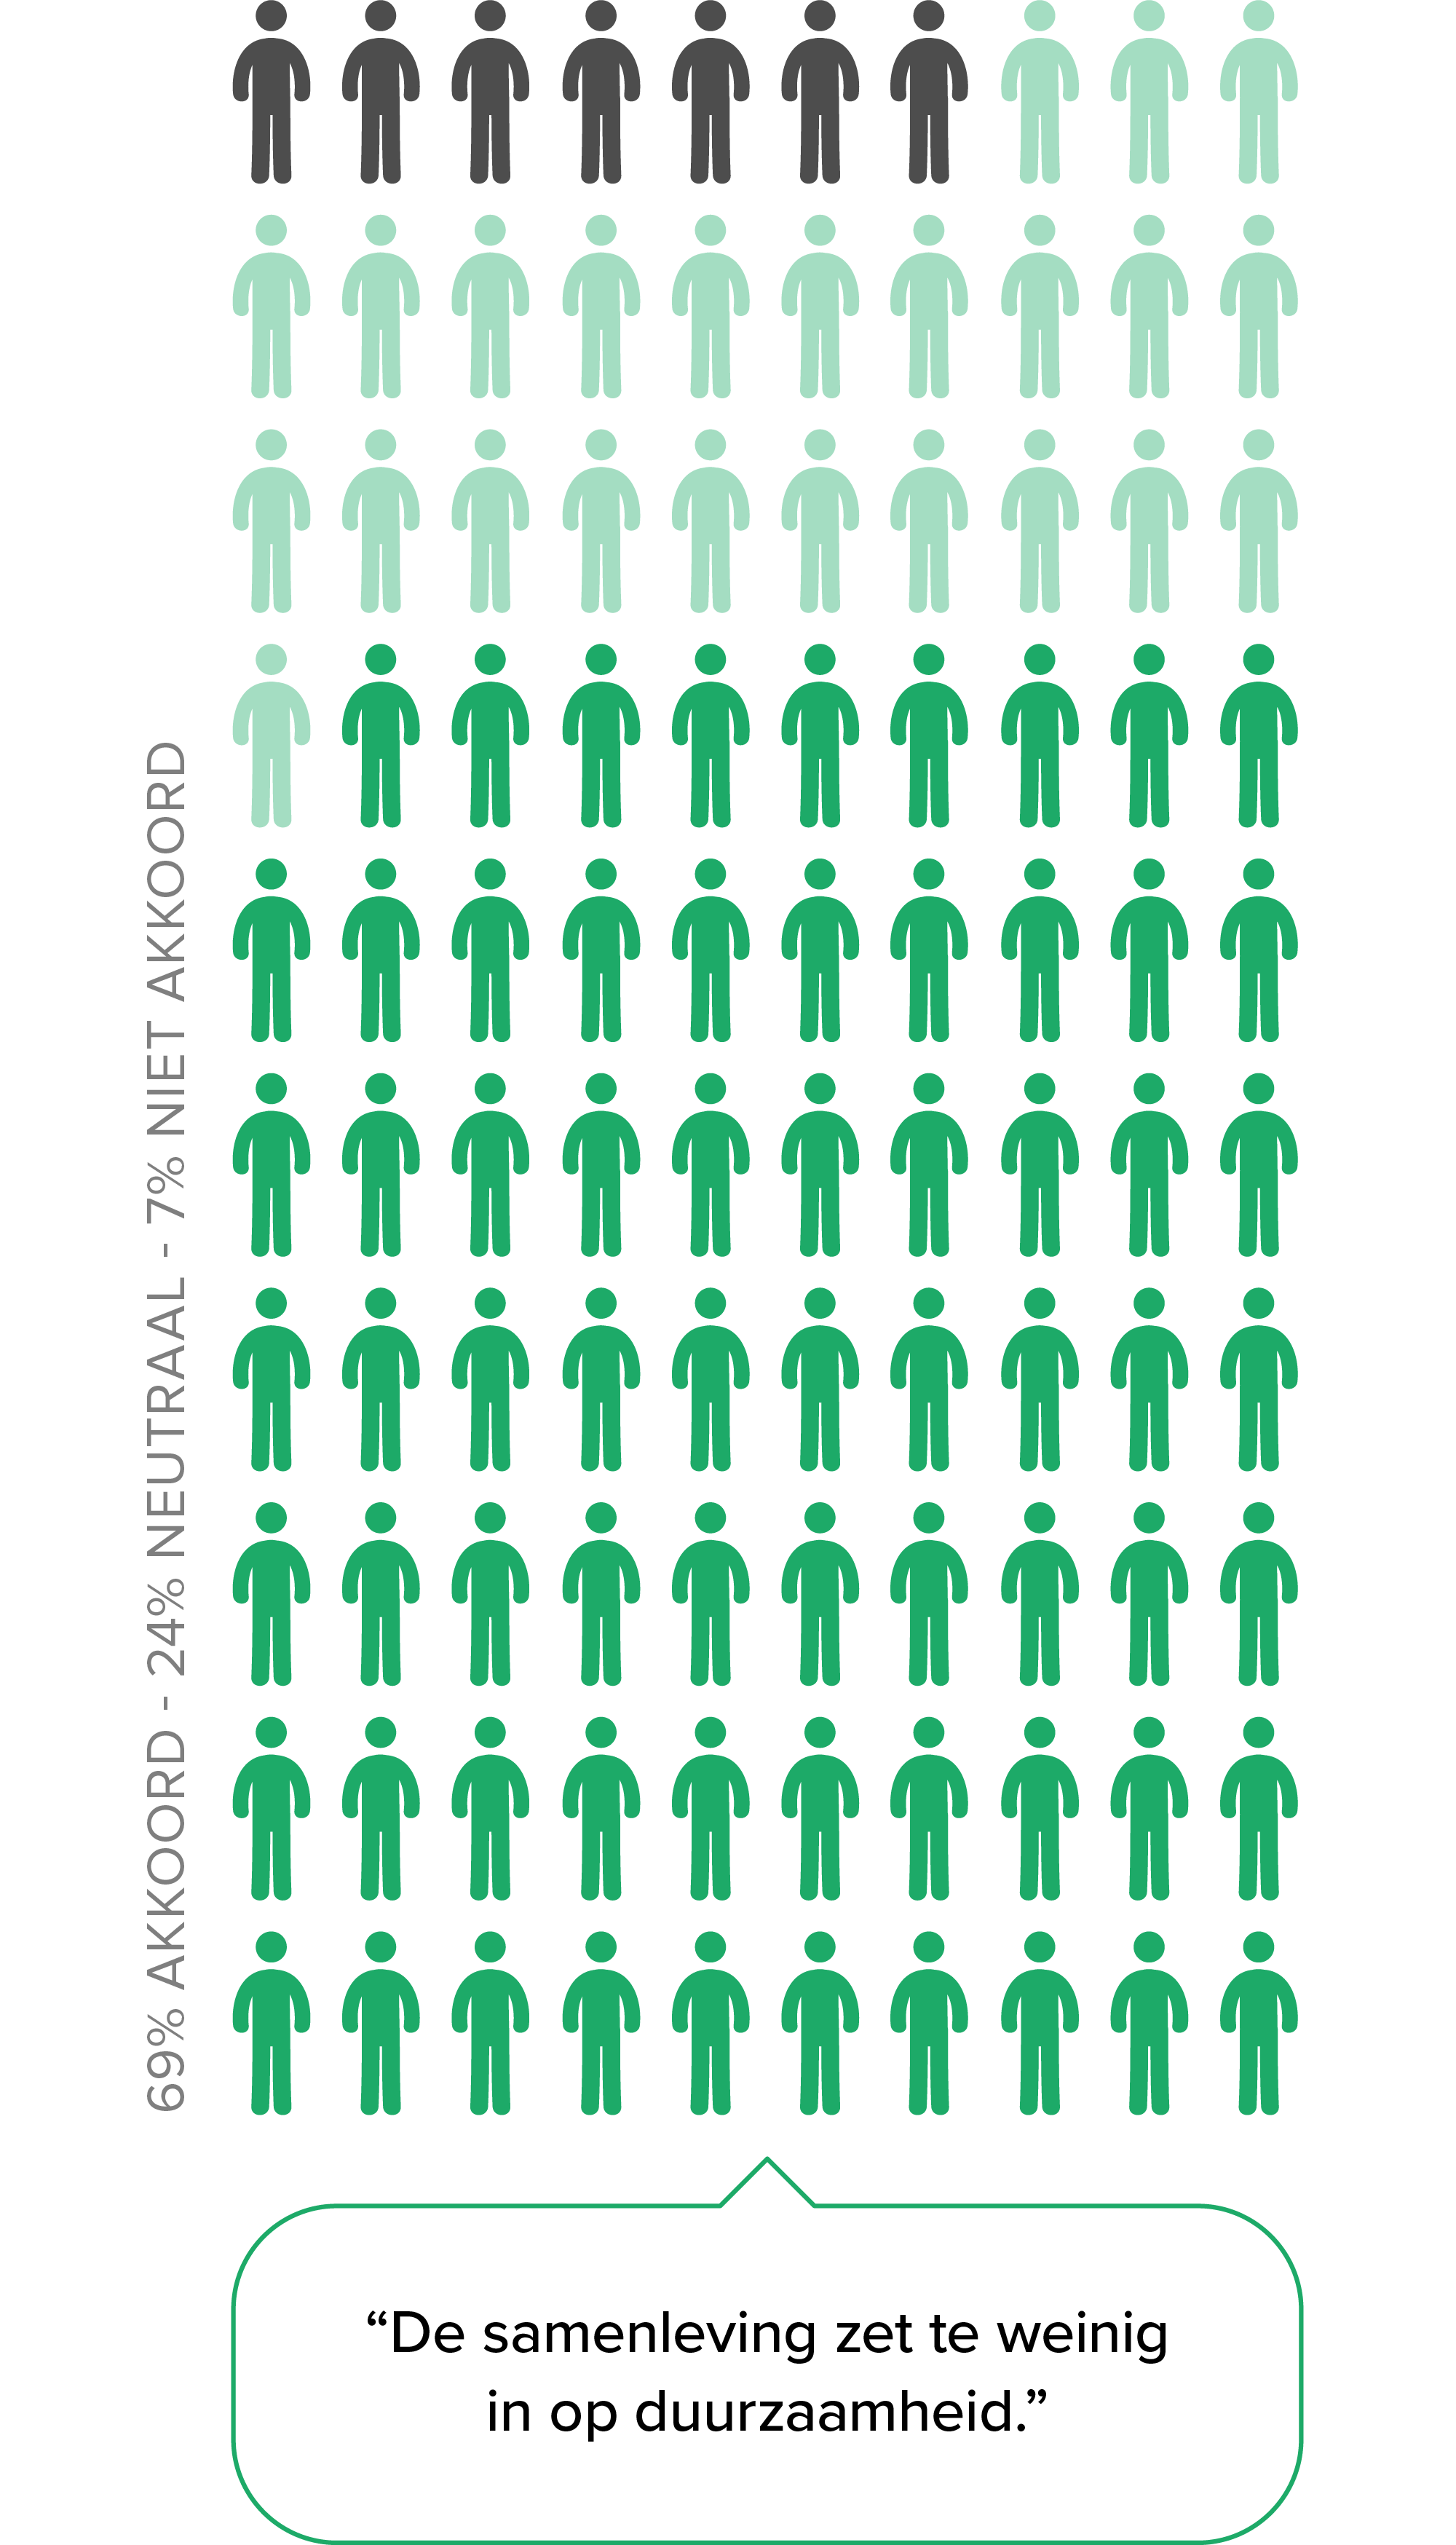 69% AKKOORD - 24% NEUTRAAL - 7% NIET AKKOORD
“De samenleving zet te weinig
in op duurzaamheid.”